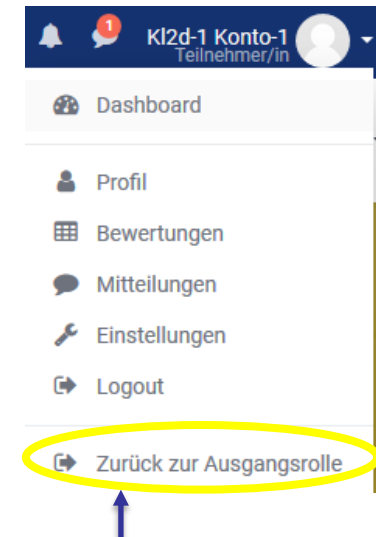 1
Kl2d-1 Konto-1
Teilnehmer/in
Dashboard
Profil
Bewertungen
Mitteilungen
Einstellungen
Logout
Zurück zur Ausgangsrolle